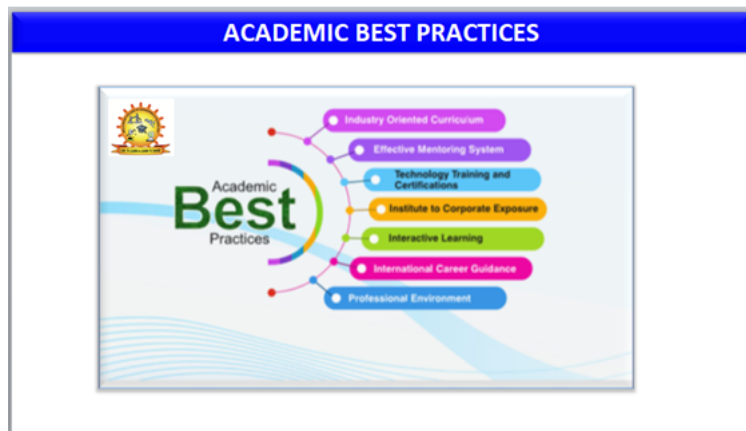 ACADEMIC BEST PRACTICES
Academic
Best
Practices
Industry Oriented Curriculum
Effective Mentoring System
Technology Training and
Certifications
Institute to Corporate Exposure
Interactive Learning
International Career Guidance
Professional Environment